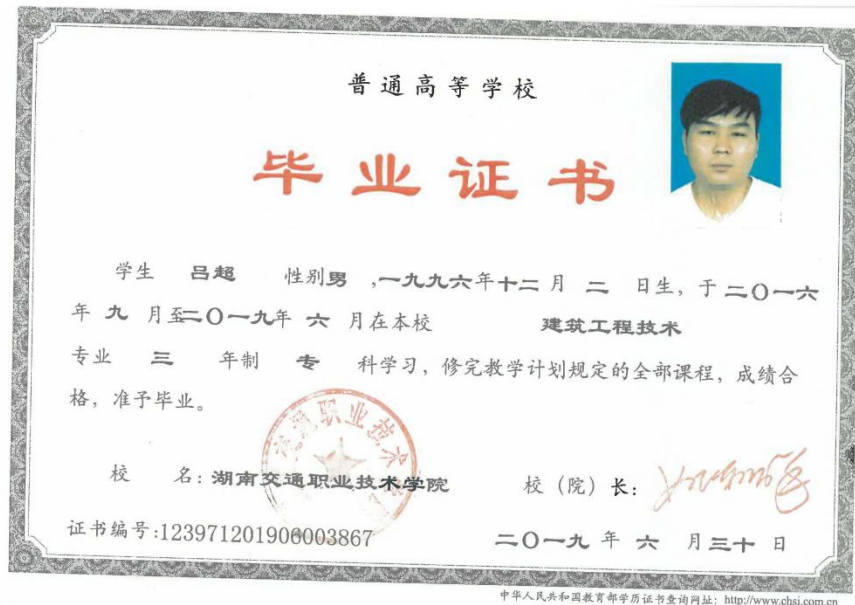 普通高等学校
毕业证书
学生 吕超 性别男 ,一九九六年十二月 二 日生, 于二〇一六
年 九 月至二〇一九年 六 月在本校 建筑工程技术
专业 三 年制 专 科学习, 修完教学计划规定的全部课程, 成绩合
格, 准予毕业。
校 名: 湖南交通职业技术学院 校 (院) 长:
证书编号:123971201906003867 二〇一九 年 六 月三十 日
中华人民共和国教育部学历证书查询网址: http://www.chsi.com.cn